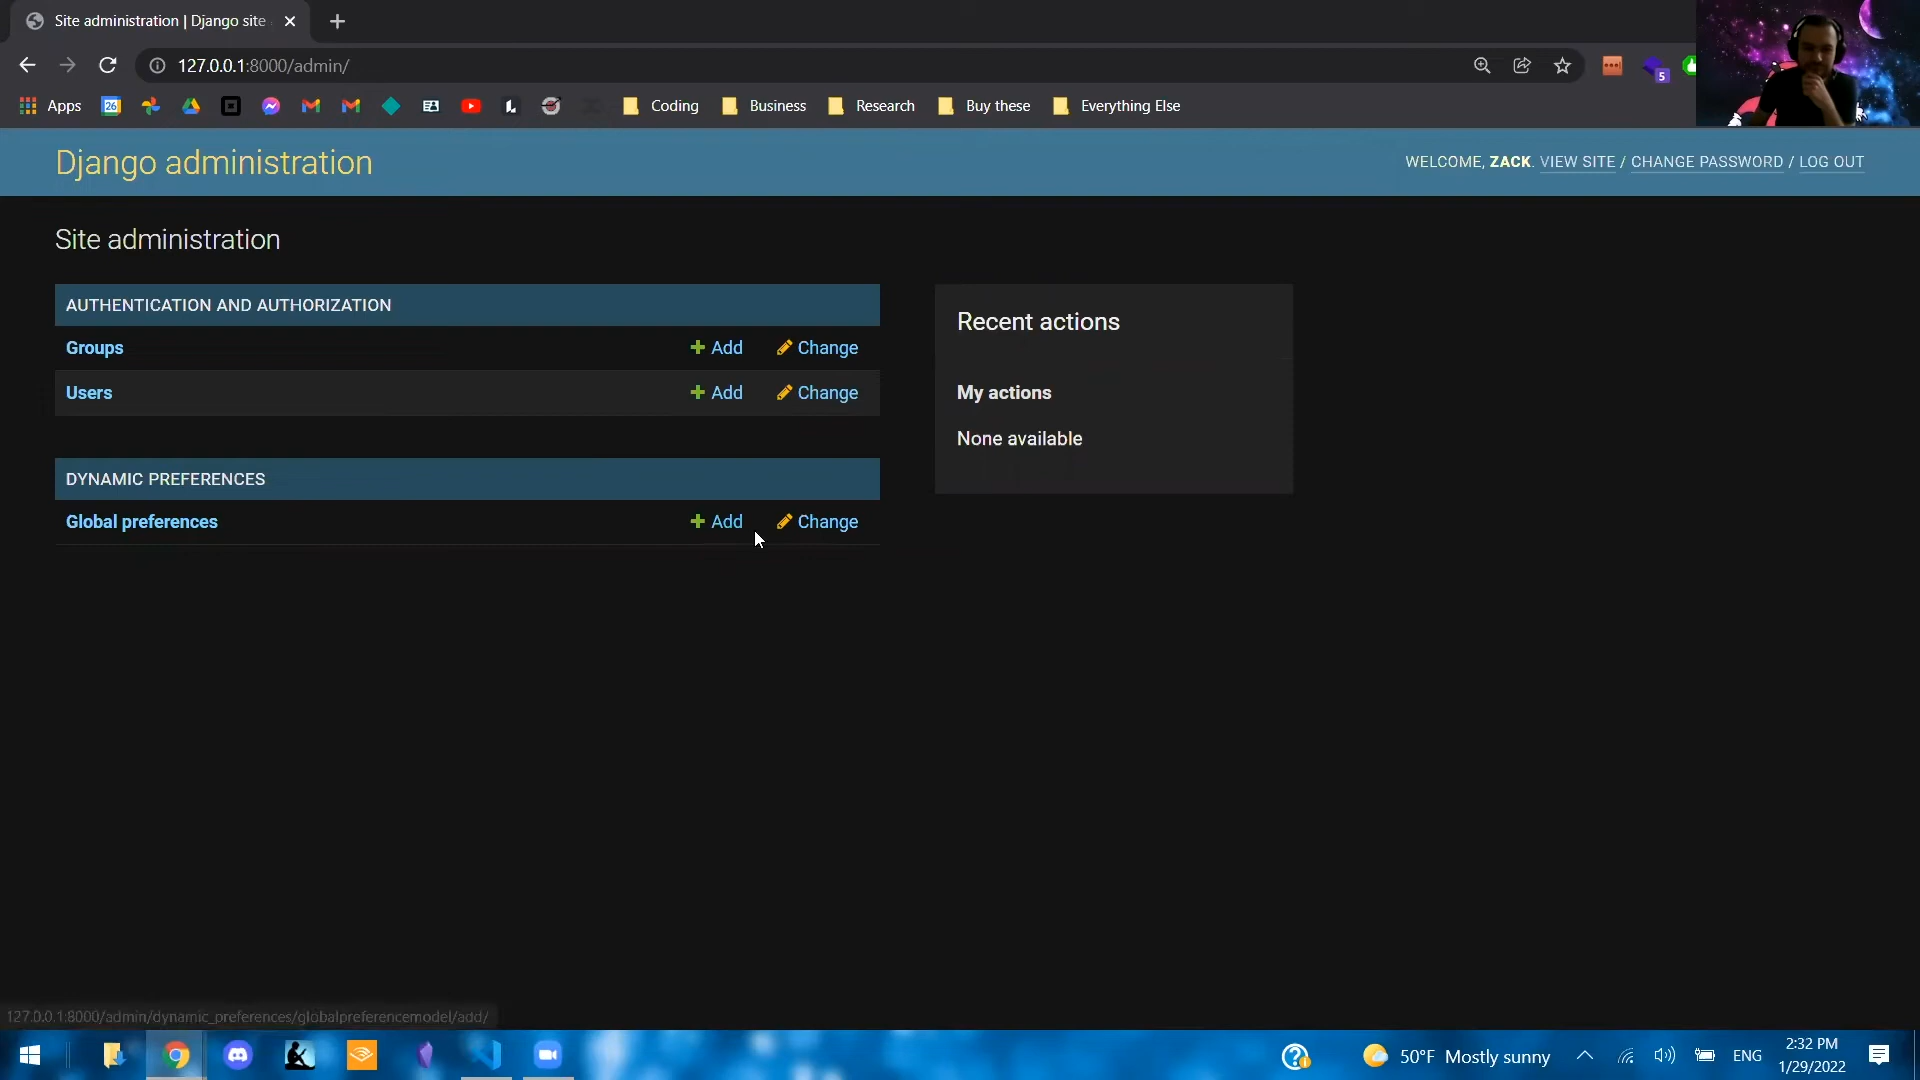 Site administration | Django site
127.0.0.1:8000/admin/
5
Apps
26
Coding
Business
Research
Buy these
Everything Else
Django administration
WELCOME, ZACK. VIEW SITE / CHANGE PASSWORD / LOG OUT
Site administration
AUTHENTICATION AND AUTHORIZATION
Groups
Add
Change
Users
Add
Change
DYNAMIC PREFERENCES
Global preferences
Add
Change
Recent actions
My actions
None available
127.0.0.1:8000/admin/dynamic_preferences/globalpreferencemodel/add/
50°F Mostly sunny
ENG
2:32 PM
1/29/2022